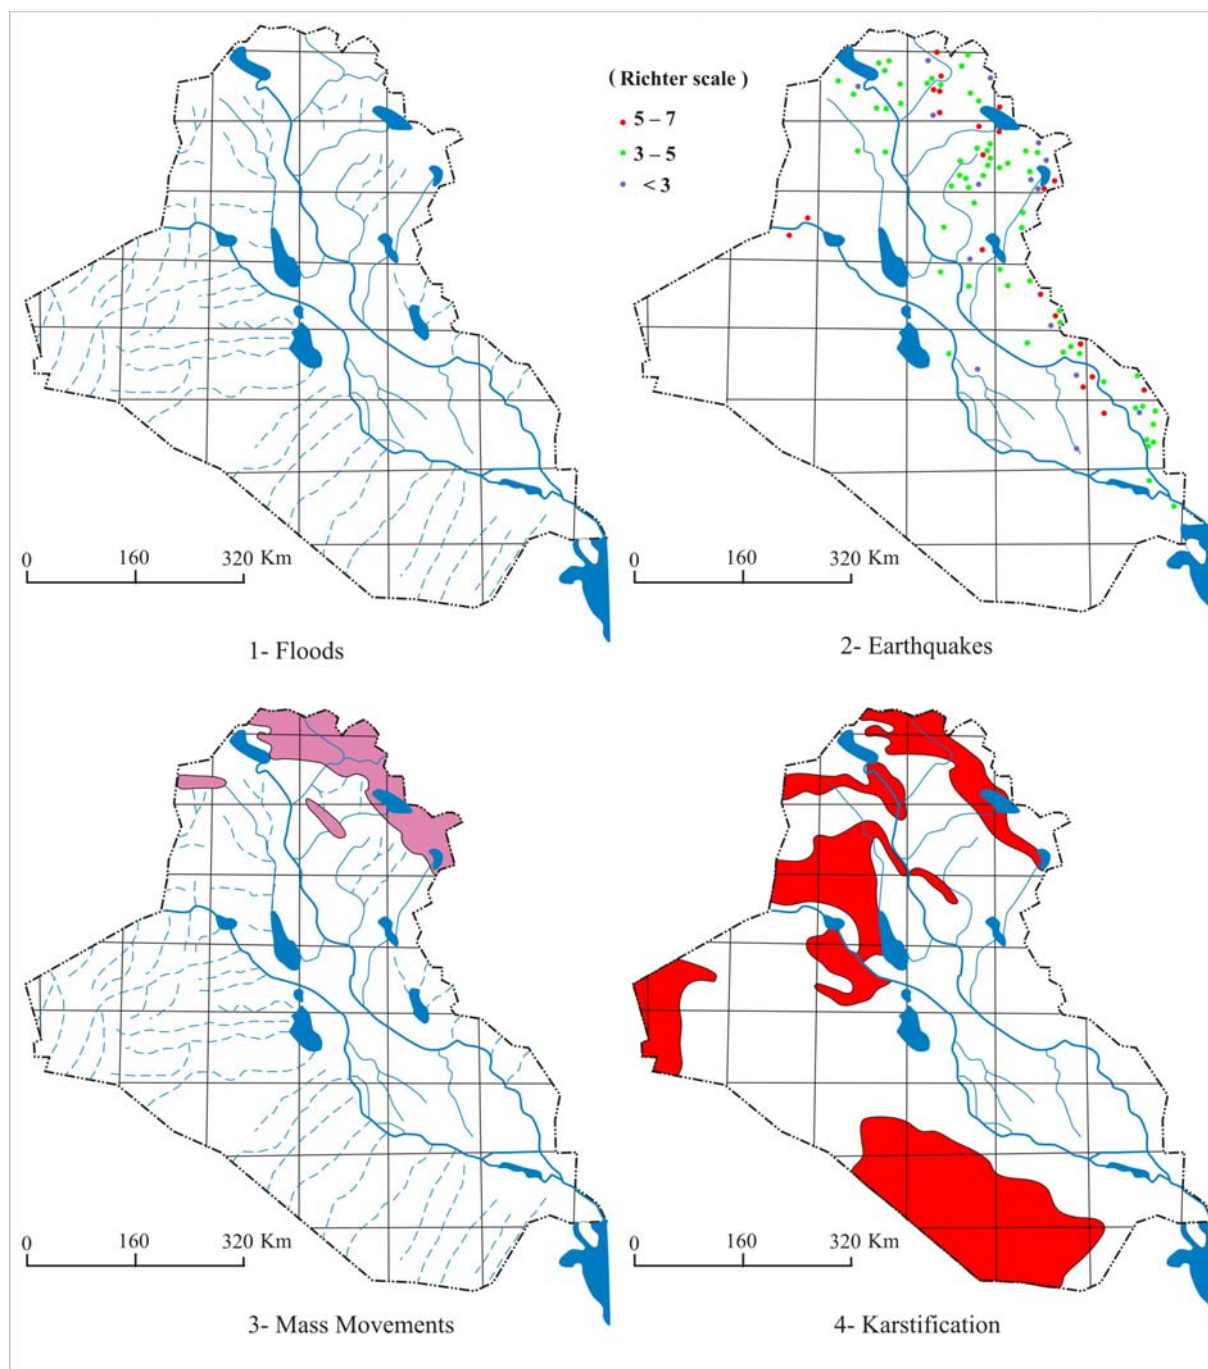 ( Richter scale )
5 – 7
3 – 5
< 3
0 160 320 Km
1- Floods
0 160 320 Km
2- Earthquakes
0 160 320 Km
3- Mass Movements
0 160 320 Km
4- Karstification